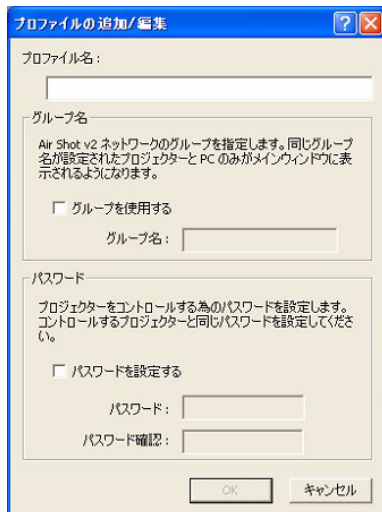 プロファイルの追加/編集
プロファイル名：
グループ名
Air Shot v2 ネットワークのグループを指定します。同じグループ
名が設定されたプロジェクターと PC のみがメインウィンドウに表
示されるようになります。
グループを使用する
グループ名：
パスワード
プロジェクターをコントロールする為のパスワードを設定します。
コントロールするプロジェクターと同じパスワードを設定してくださ
い。
パスワードを設定する
パスワード：
パスワード確認：
OK
キャンセル